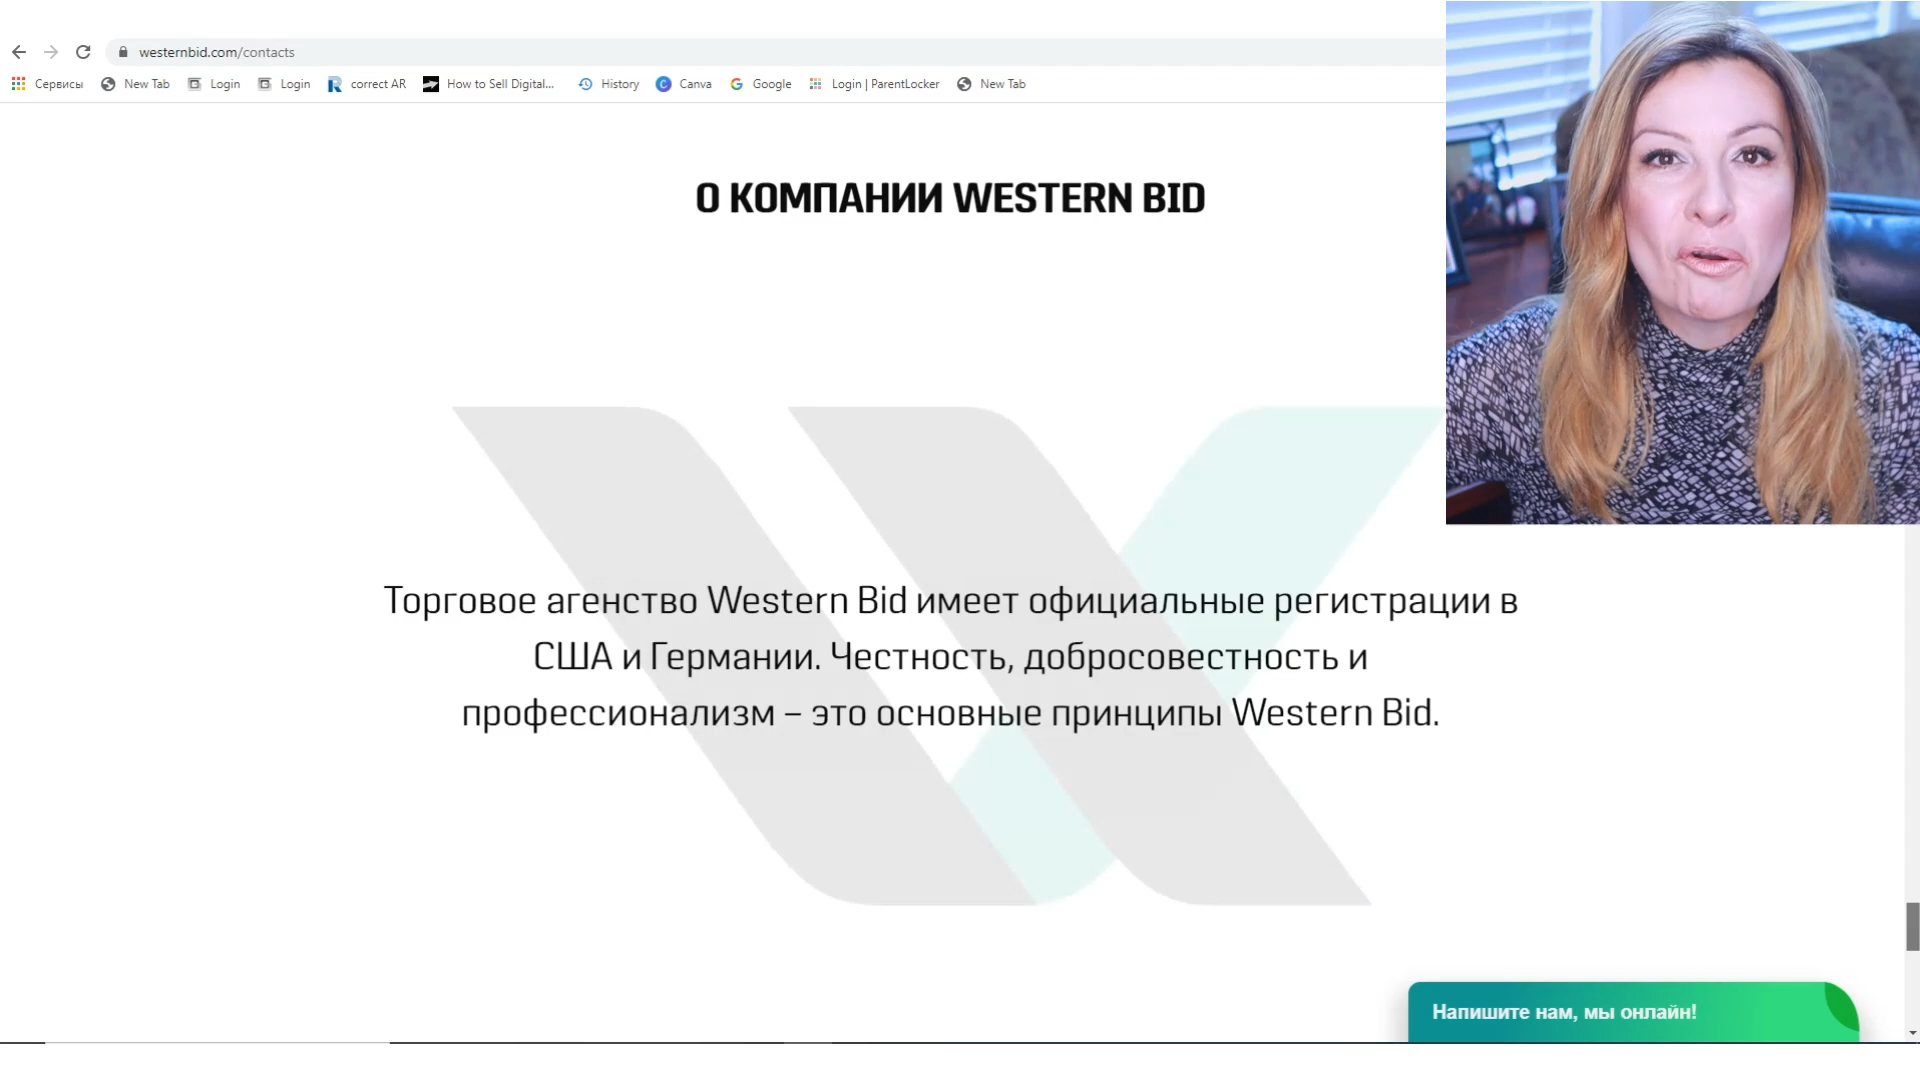 westernbid.com/contacts
Сервисы New Tab Login Login correct AR How to Sell Digital... History Canva Google Login | ParentLocker New Tab
О КОМПАНИИ WESTERN BID
Торговое агенство Western Bid имеет официальные регистрации в
США и Германии. Честность, добросовестность и
профессионализм – это основные принципы Western Bid.
Напишите нам, мы онлайн!